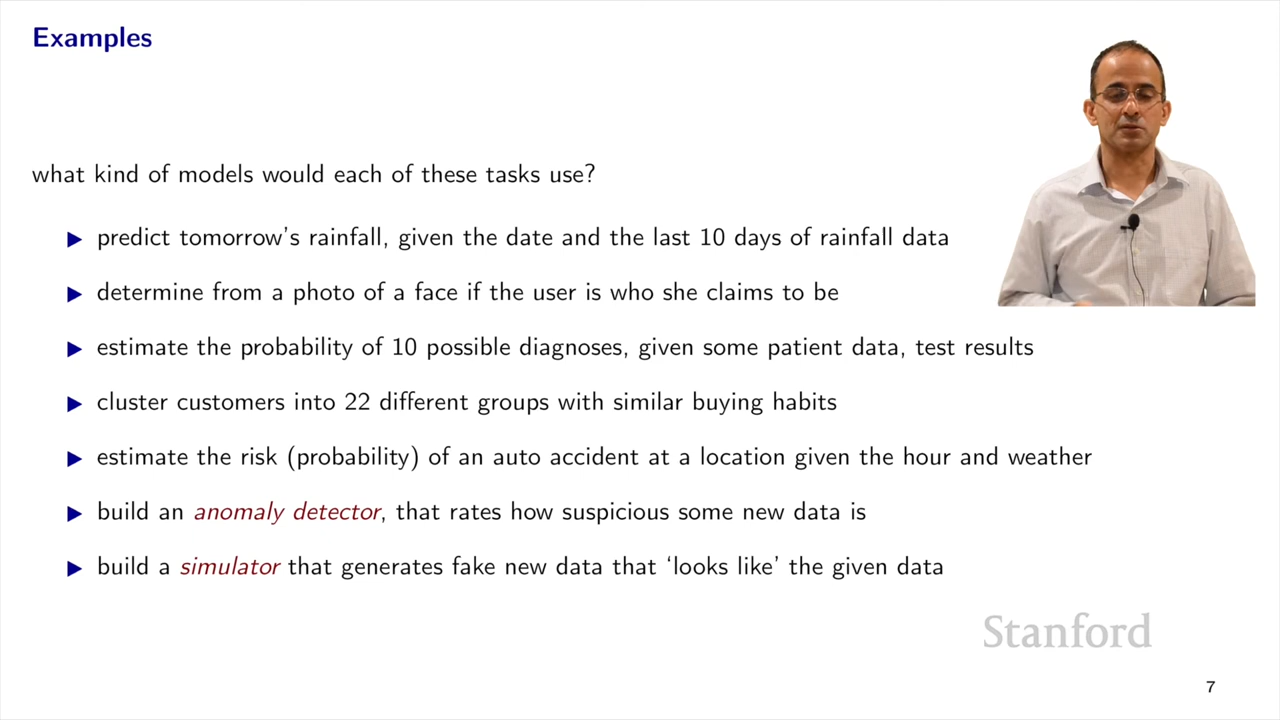 Examples
what kind of models would each of these tasks use?
▶ predict tomorrow's rainfall, given the date and the last 10 days of rainfall data
▶ determine from a photo of a face if the user is who she claims to be
▶ estimate the probability of 10 possible diagnoses, given some patient data, test results
▶ cluster customers into 22 different groups with similar buying habits
▶ estimate the risk (probability) of an auto accident at a location given the hour and weather
▶ build an anomaly detector, that rates how suspicious some new data is
▶ build a simulator that generates fake new data that ‘looks like’ the given data
Stanford
7